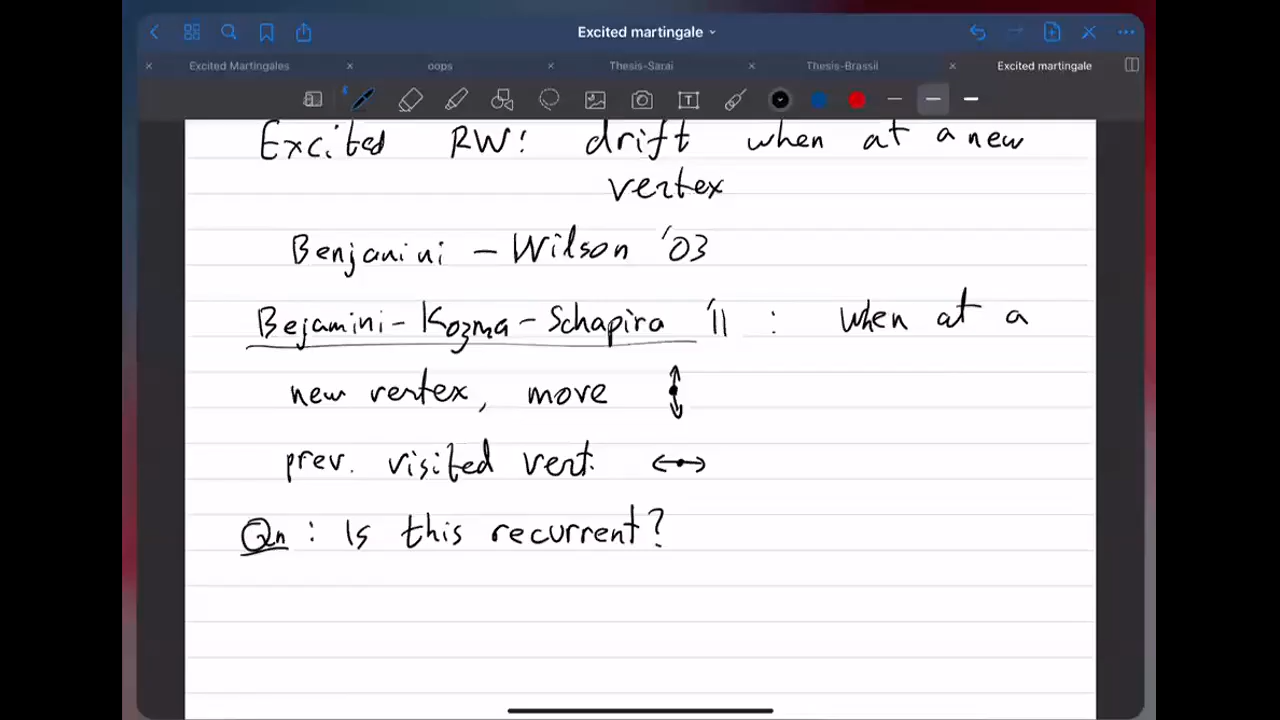 Excited martingale
Excited Martingales
oops
Thesis-Sarai
Thesis-Brassil
Excited martingale
Excited RW: drift when at a new
vertex
Benjamini - Wilson '03
Bejamini - Kozma - Schapira '11 : when at a
new vertex, move ↕
prev. visited vert. ↔
Qn : Is this recurrent?